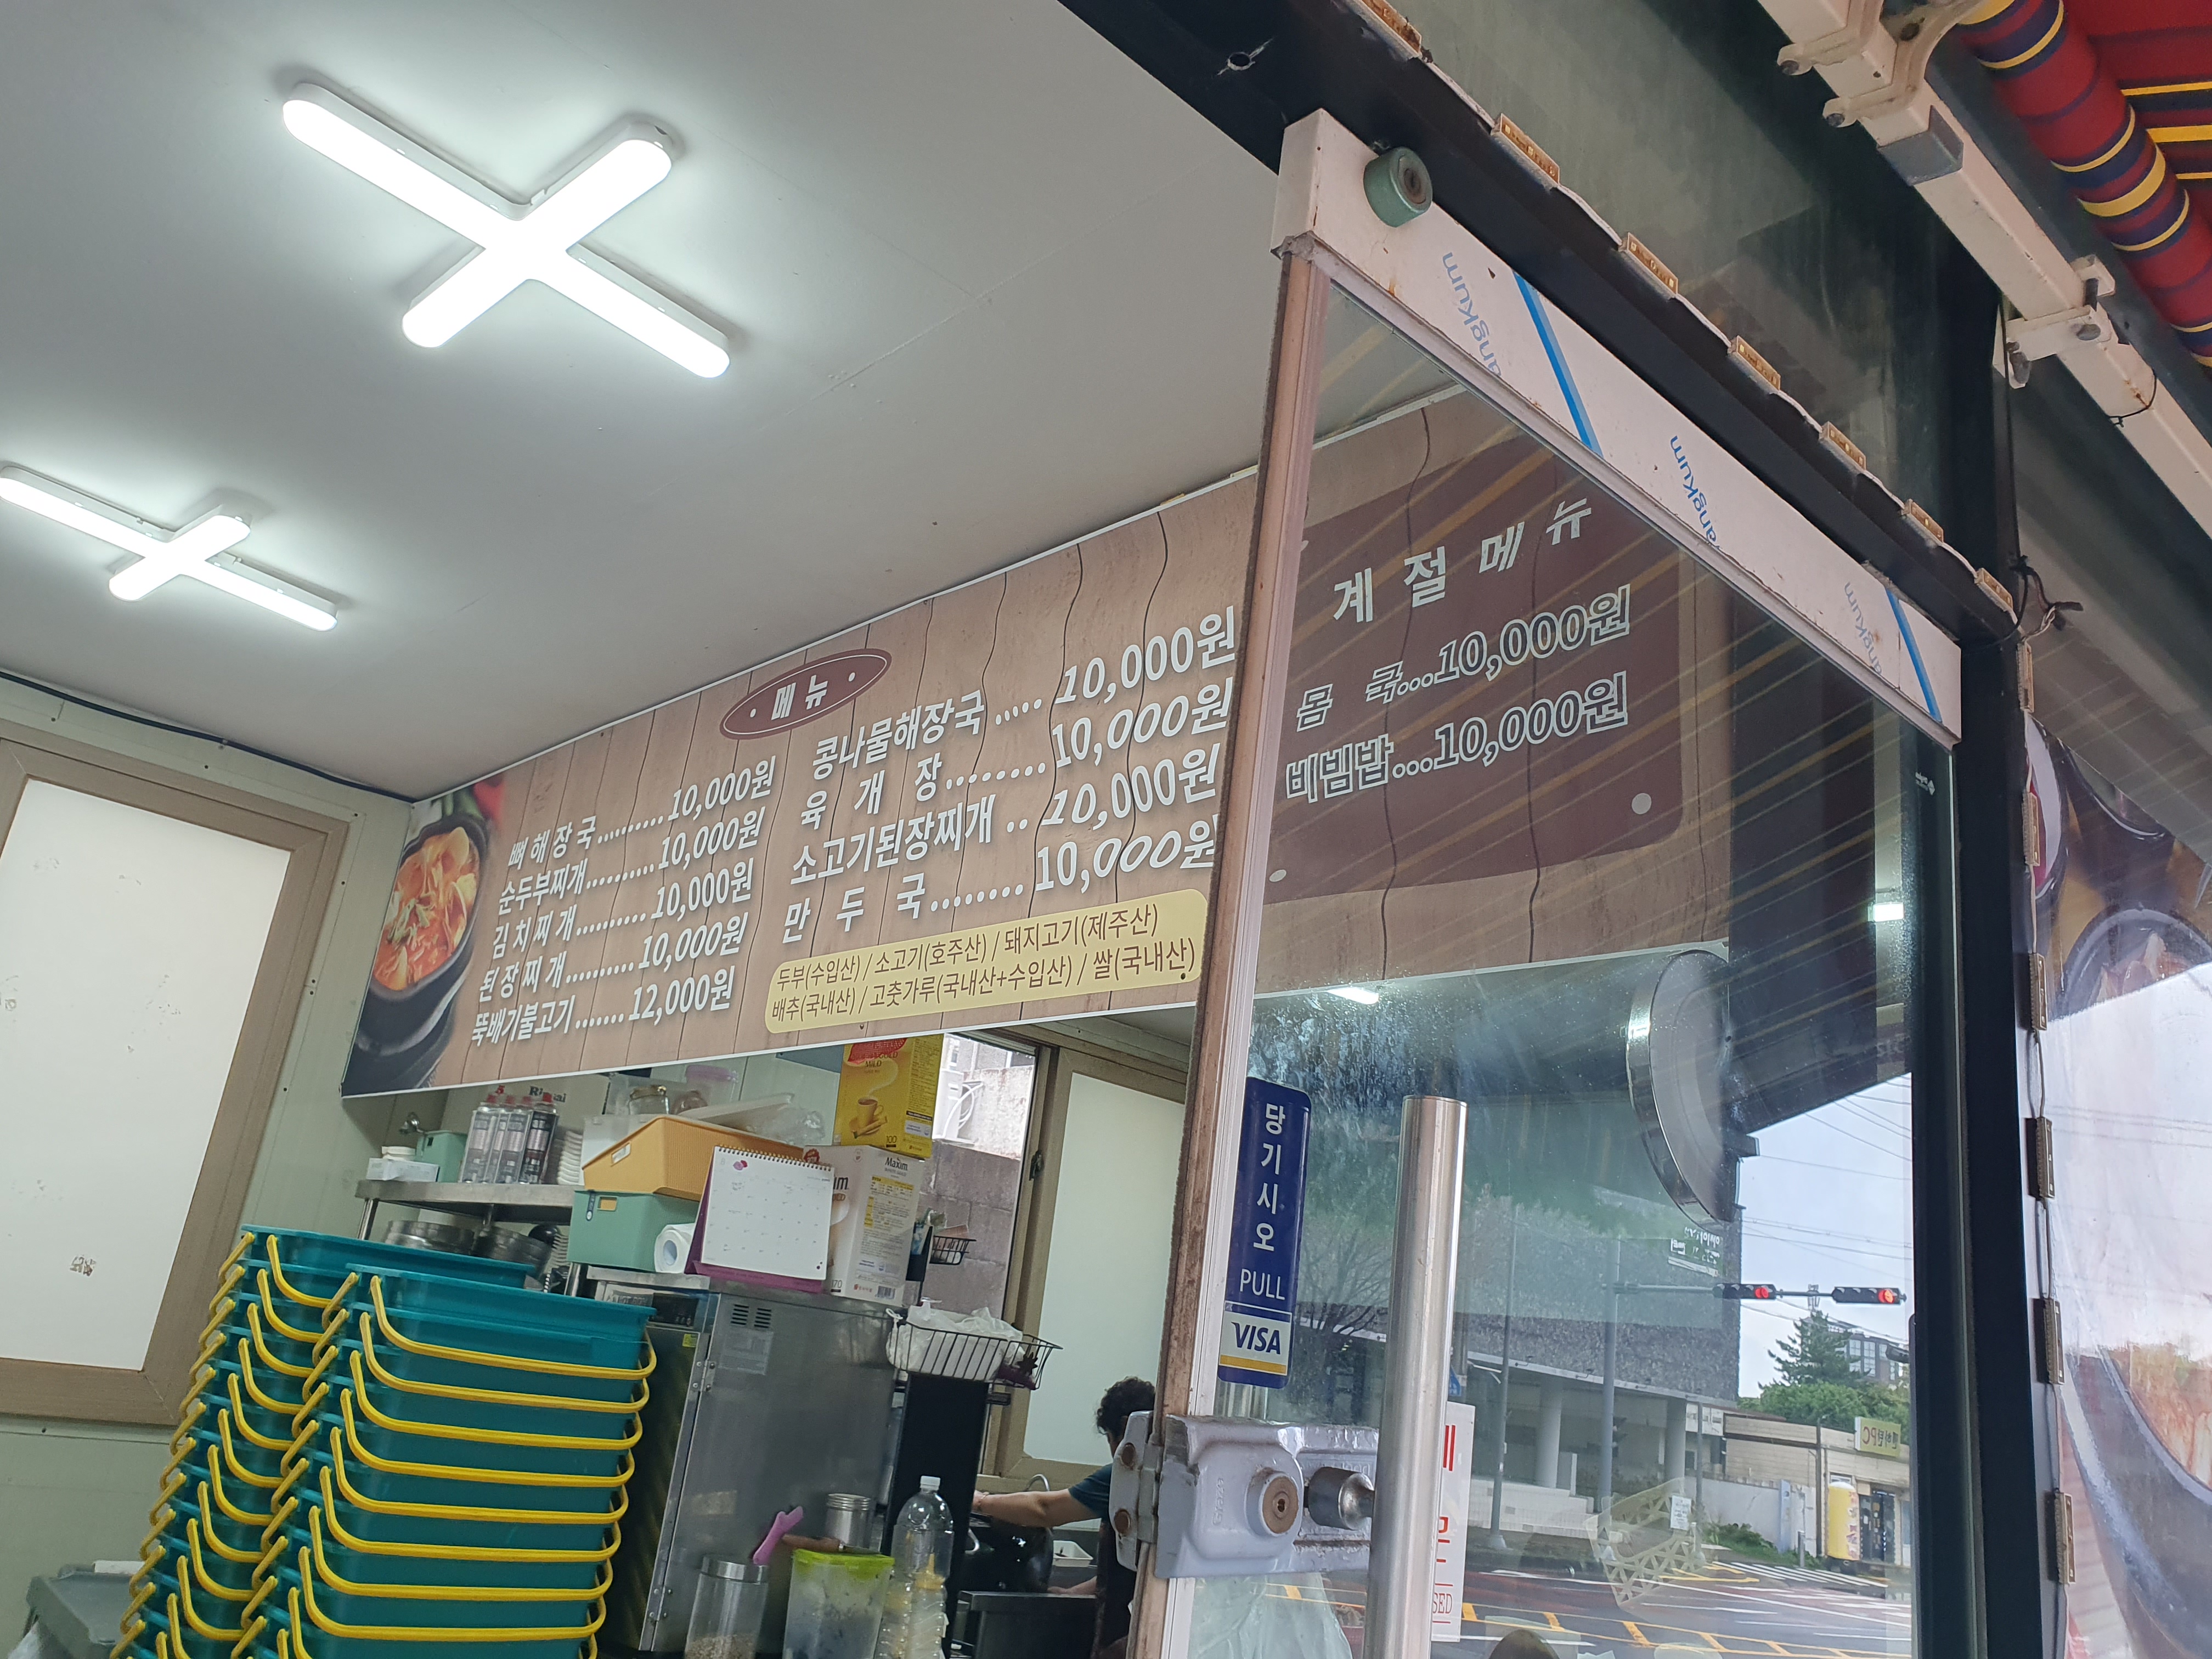 메뉴
뼈해장국.......... 10,000원
순두부찌개.......... 10,000원
김치찌개.......... 10,000원
된장찌개.......... 10,000원
뚝배기불고기....... 12,000원
콩나물해장국 ..... 10,000원
육 개 장........ 10,000원
소고기된장찌개 .. 10,000원
만 두 국........ 10,000원
두부(수입산) / 소고기(호주산) / 돼지고기(제주산)
배추(국내산) / 고춧가루(국내산+수입산) / 쌀(국내산)
계절메뉴
몸 국...10,000원
비빔밥...10,000원
당기시오
PULL
VISA
Maxim
angkum
angkum
angkum